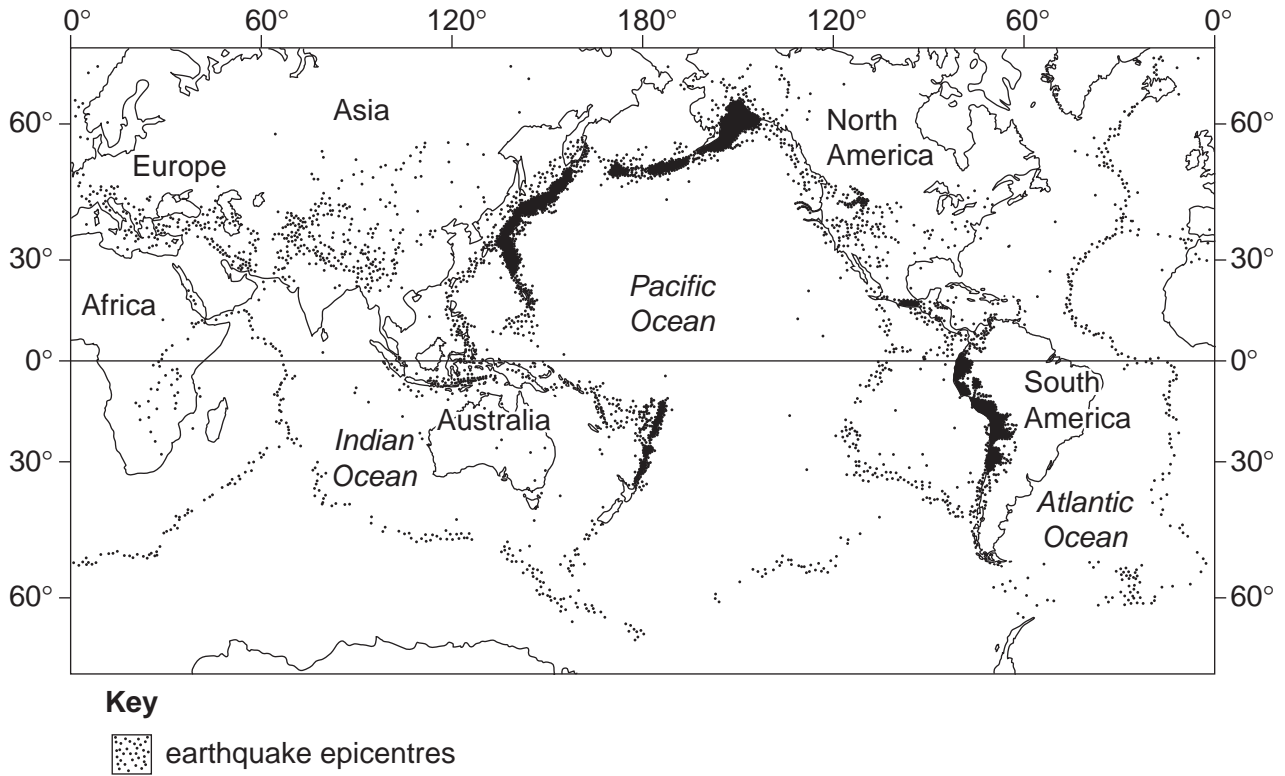 0° 60° 120° 180° 120° 60° 0°
Asia
North
America
60° 60°
Europe
30° 30°
Africa
Pacific
Ocean
0° 0°
South
America
Australia
Indian
Ocean
30° 30°
Atlantic
Ocean
60° 60°
Key
earthquake epicentres